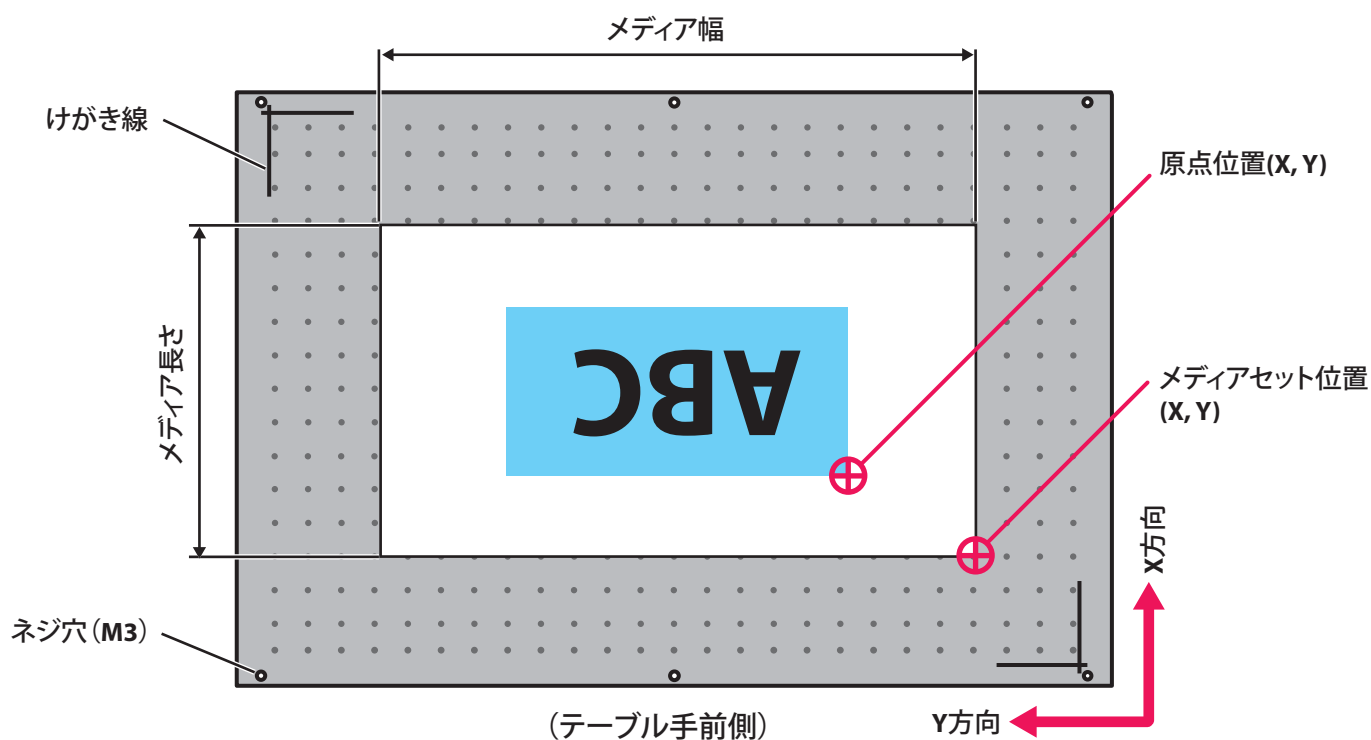 メディア幅
けがき線
原点位置(X, Y)
メディア長さ
ABC
メディアセット位置
(X, Y)
X方向
ネジ穴（M3）
（テーブル手前側）
Y方向